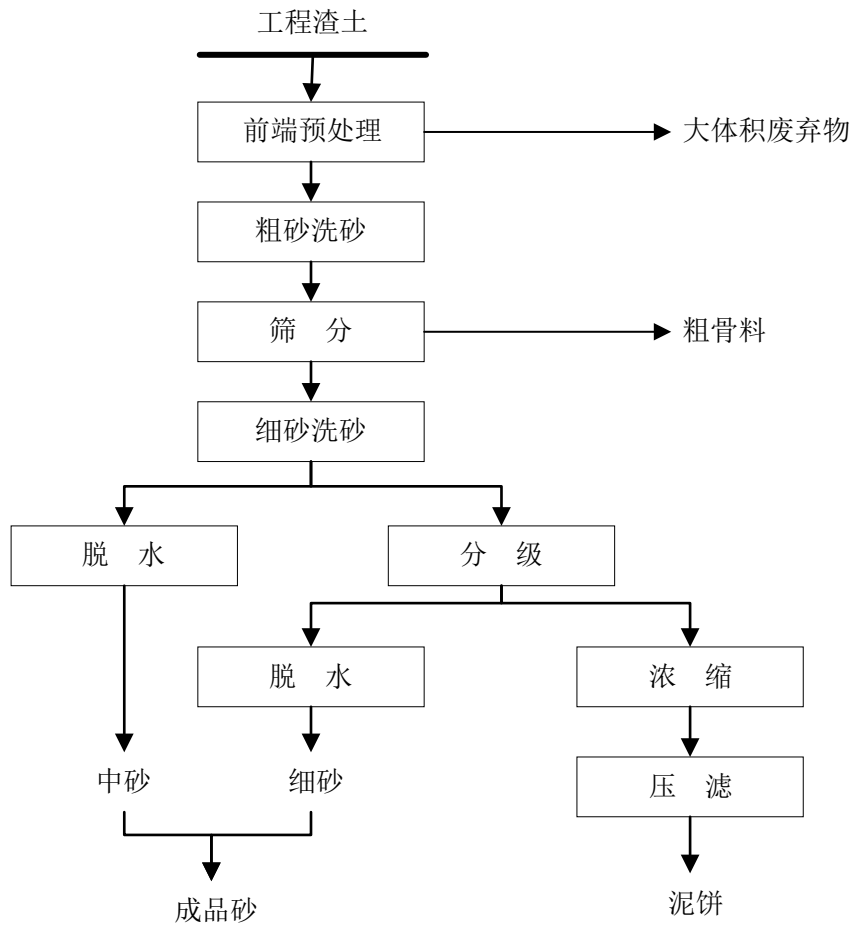 工程渣土
前端预处理
大体积废弃物
粗砂洗砂
筛 分
粗骨料
细砂洗砂
脱 水
分 级
脱 水
浓 缩
中砂
细砂
压 滤
成品砂
泥饼